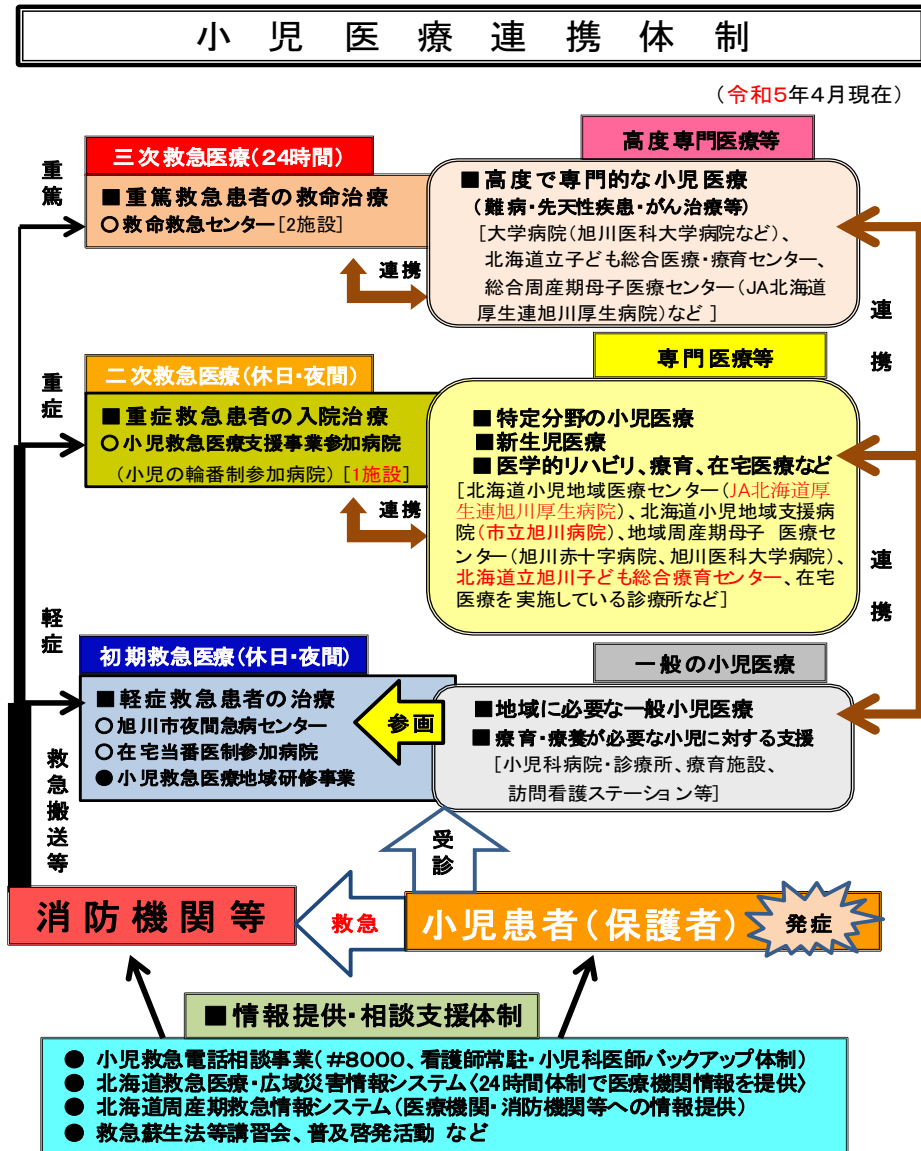 小児医療連携体制
（令和5年4月現在）
重篤
三次救急医療（24時間）
■重篤救急患者の救命治療
○救命救急センター［2施設］
連携
高度専門医療等
■高度で専門的な小児医療
（難病・先天性疾患・がん治療等）
［大学病院（旭川医科大学病院など）、
北海道立子ども総合医療・療育センター、
総合周産期母子医療センター（JA北海道
厚生連旭川厚生病院）など ］
連携
重症
二次救急医療（休日・夜間）
■重症救急患者の入院治療
○小児救急医療支援事業参加病院
（小児の輪番制参加病院）［1施設］
連携
専門医療等
■特定分野の小児医療
■新生児医療
■医学的リハビリ、療育、在宅医療など
［北海道小児地域医療センター（JA北海道厚
生連旭川厚生病院）、北海道小児地域支援病
院（市立旭川病院）、地域周産期母子 医療セ
ンター（旭川赤十字病院、旭川医科大学病院）、
北海道立旭川子ども総合療育センター、在宅
医療を実施している診療所など］
連携
軽症
初期救急医療（休日・夜間）
■軽症救急患者の治療
○旭川市夜間急病センター
○在宅当番医制参加病院
●小児救急医療地域研修事業
参画
一般の小児医療
■地域に必要な一般小児医療
■療育・療養が必要な小児に対する支援
［小児科病院・診療所、療育施設、
訪問看護ステーション等］
救急搬送等
受診
消防機関等
救急
小児患者（保護者）
発症
■情報提供・相談支援体制
● 小児救急電話相談事業（#8000、看護師常駐・小児科医師バックアップ体制）
● 北海道救急医療・広域災害情報システム〈24時間体制で医療機関情報を提供〉
● 北海道周産期救急情報システム（医療機関・消防機関等への情報提供）
● 救急蘇生法等講習会、普及啓発活動 など